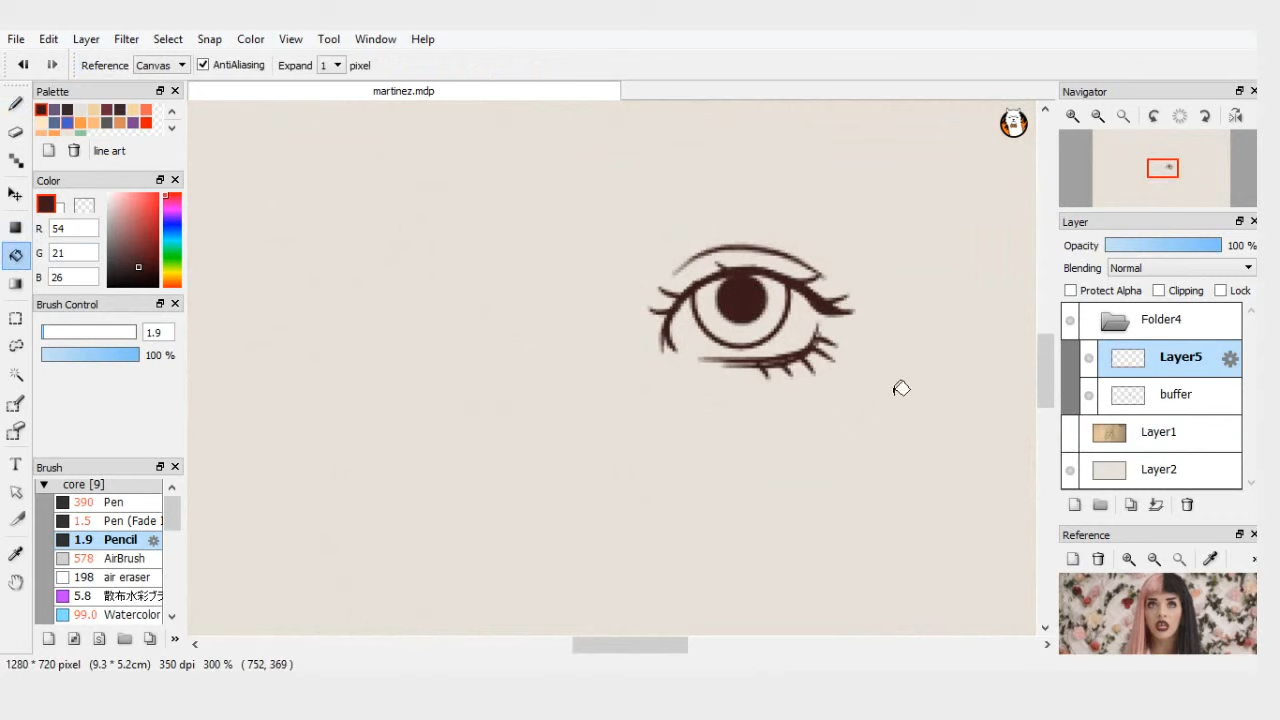 File Edit Layer Filter Select Snap Color View Tool Window Help
Reference Canvas AntiAliasing Expand 1 pixel
Palette
martinez.mdp
Navigator
line art
Color
R 54
G 21
B 26
Layer
Opacity 100 %
Blending Normal
Protect Alpha Clipping Lock
Brush Control
1.9
100 %
Folder4
Layer5
buffer
Layer1
Layer2
Brush
core [9]
390 Pen
1.5 Pen (Fade
1.9 Pencil
578 AirBrush
198 air eraser
5.8 散布水彩ブラ
99.0 Watercolor
T
Reference
1280 * 720 pixel (9.3 * 5.2cm) 350 dpi 300 % ( 752, 369 )